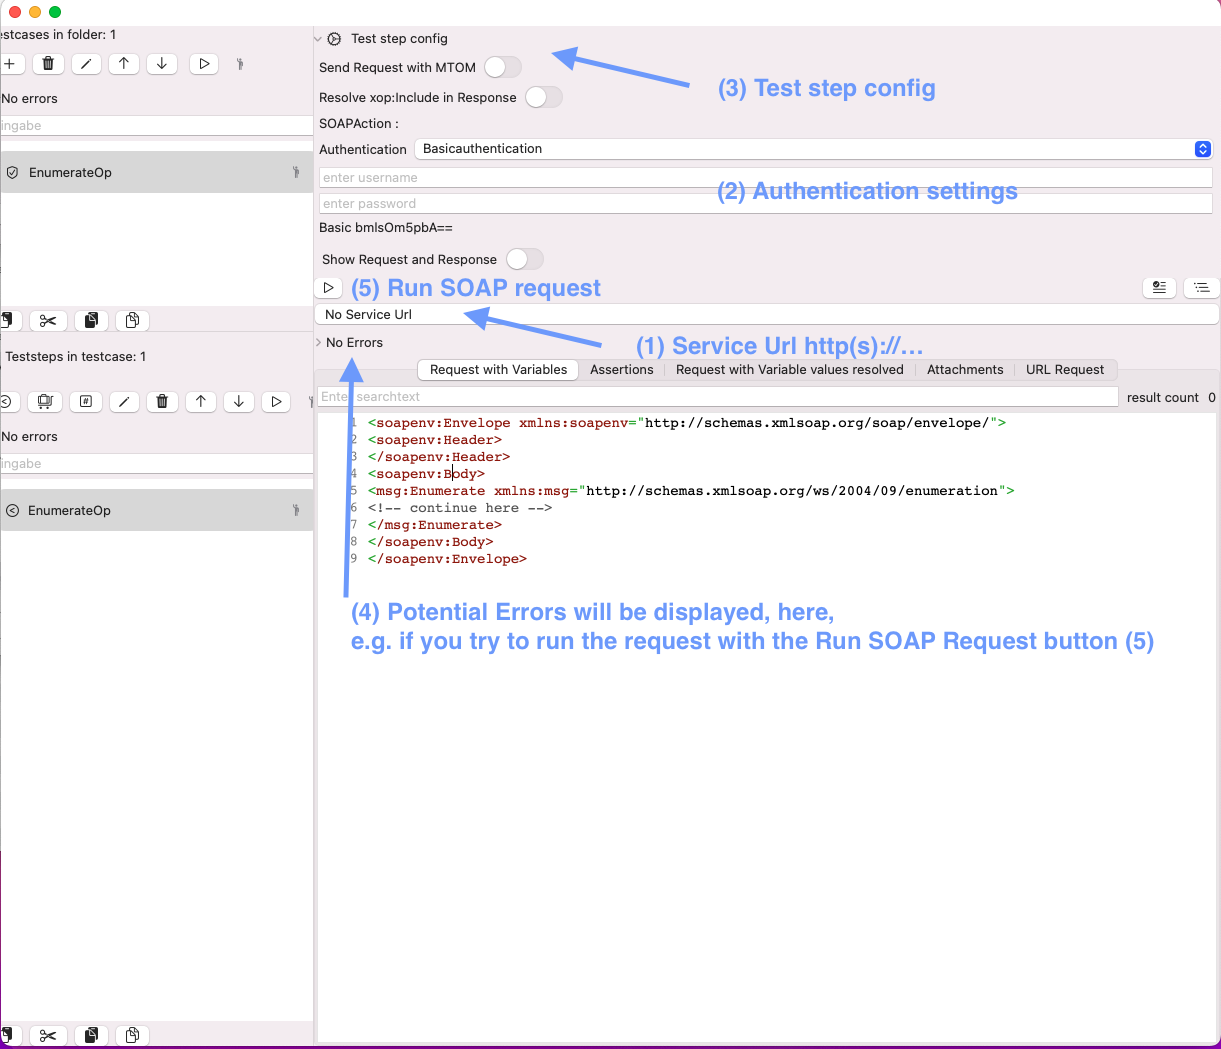 estcases in folder: 1
No errors
ingabe
EnumerateOp
Teststeps in testcase: 1
No errors
ingabe
EnumerateOp
Test step config
(3) Test step config
Send Request with MTOM
Resolve xop:Include in Response
SOAPAction :
Authentication Basicauthentication
enter username
(2) Authentication settings
enter password
Basic bmlsOm5pbA==
Show Request and Response
(5) Run SOAP request
No Service Url
(1) Service Url http(s)://...
No Errors
Request with Variables Assertions Request with Variable values resolved Attachments URL Request
Enter searchtext result count 0
1 <soapenv:Envelope xmlns:soapenv="http://schemas.xmlsoap.org/soap/envelope/">
2 <soapenv:Header>
3 </soapenv:Header>
4 <soapenv:Body>
5 <msg:Enumerate xmlns:msg="http://schemas.xmlsoap.org/ws/2004/09/enumeration">
6 <!-- continue here -->
7 </msg:Enumerate>
8 </soapenv:Body>
9 </soapenv:Envelope>
(4) Potential Errors will be displayed, here,
e.g. if you try to run the request with the Run SOAP Request button (5)